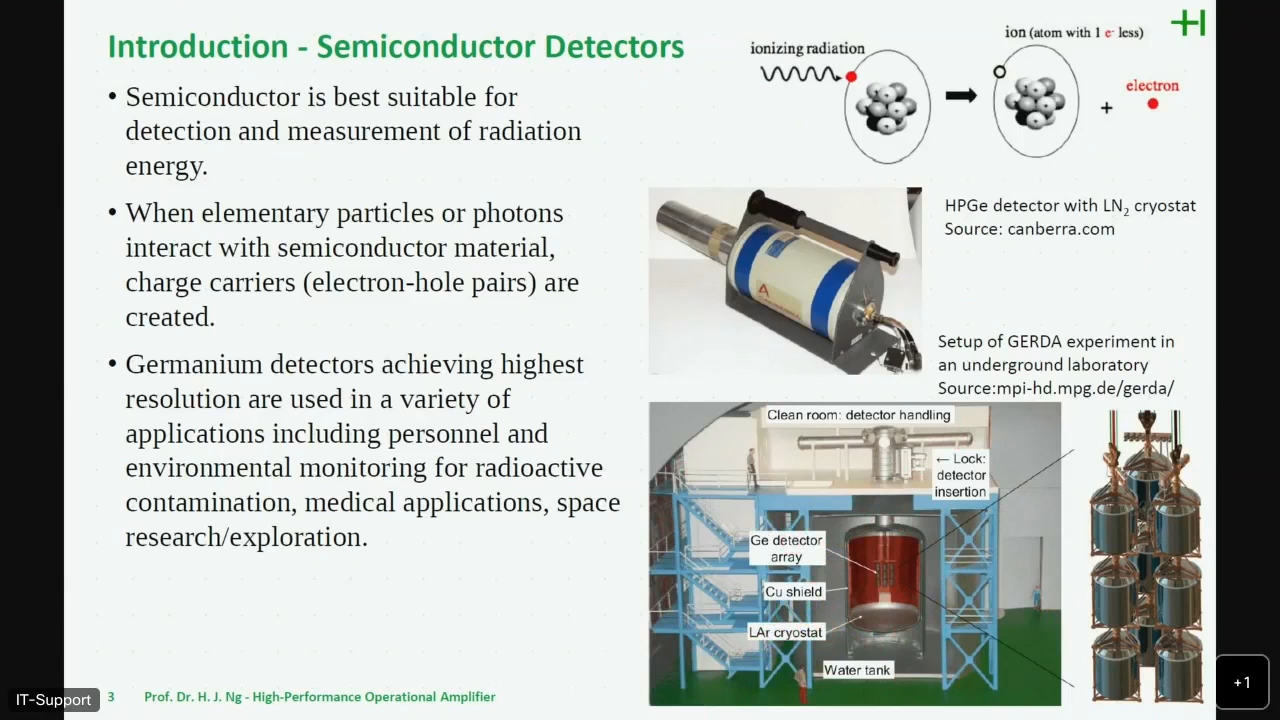 Introduction - Semiconductor Detectors
• Semiconductor is best suitable for
detection and measurement of radiation
energy.
• When elementary particles or photons
interact with semiconductor material,
charge carriers (electron-hole pairs) are
created.
• Germanium detectors achieving highest
resolution are used in a variety of
applications including personnel and
environmental monitoring for radioactive
contamination, medical applications, space
research/exploration.
ionizing radiation
ion (atom with 1 e- less)
electron
+
HPGe detector with LN2 cryostat
Source: canberra.com
Setup of GERDA experiment in
an underground laboratory
Source:mpi-hd.mpg.de/gerda/
Clean room: detector handling
← Lock:
detector
insertion
Ge detector
array
Cu shield
LAr cryostat
Water tank
3 Prof. Dr. H. J. Ng - High-Performance Operational Amplifier
IT-Support
+1